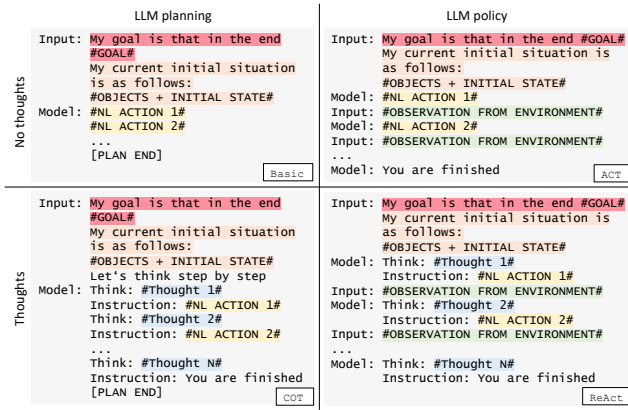 LLM planning
LLM policy
No thoughts
Input: My goal is that in the end
#GOAL#
My current initial situation
is as follows:
#OBJECTS + INITIAL STATE#
Model: #NL ACTION 1#
#NL ACTION 2#
...
[PLAN END]
Basic
Input: My goal is that in the end #GOAL#
My current initial situation is
as follows:
#OBJECTS + INITIAL STATE#
Model: #NL ACTION 1#
Input: #OBSERVATION FROM ENVIRONMENT#
Model: #NL ACTION 2#
Input: #OBSERVATION FROM ENVIRONMENT#
...
Model: You are finished
ACT
Thoughts
Input: My goal is that in the end
#GOAL#
My current initial situation
is as follows:
#OBJECTS + INITIAL STATE#
Let‘s think step by step
Model: Think: #Thought 1#
Instruction: #NL ACTION 1#
Think: #Thought 2#
Instruction: #NL ACTION 2#
...
Think: #Thought N#
Instruction: You are finished
[PLAN END]
COT
Input: My goal is that in the end #GOAL#
My current initial situation is
as follows:
#OBJECTS + INITIAL STATE#
Model: Think: #Thought 1#
Instruction: #NL ACTION 1#
Input: #OBSERVATION FROM ENVIRONMENT#
Model: Think: #Thought 2#
Instruction: #NL ACTION 2#
Input: #OBSERVATION FROM ENVIRONMENT#
...
Model: Think: #Thought N#
Instruction: You are finished
ReAct